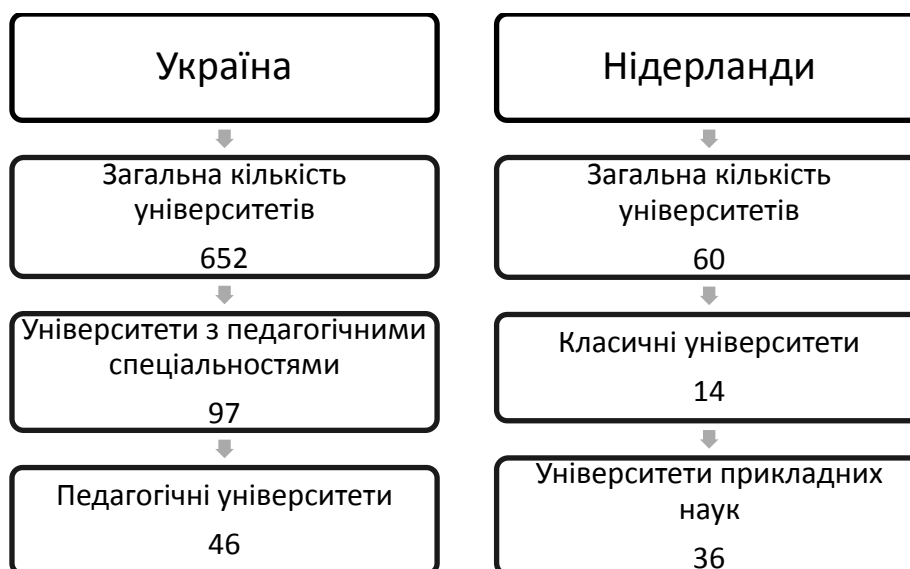 Україна
Загальна кількість
університетів
652
Університети з педагогічними
спеціальностями
97
Педагогічні університети
46
Нідерланди
Загальна кількість
університетів
60
Класичні університети
14
Університети прикладних
наук
36